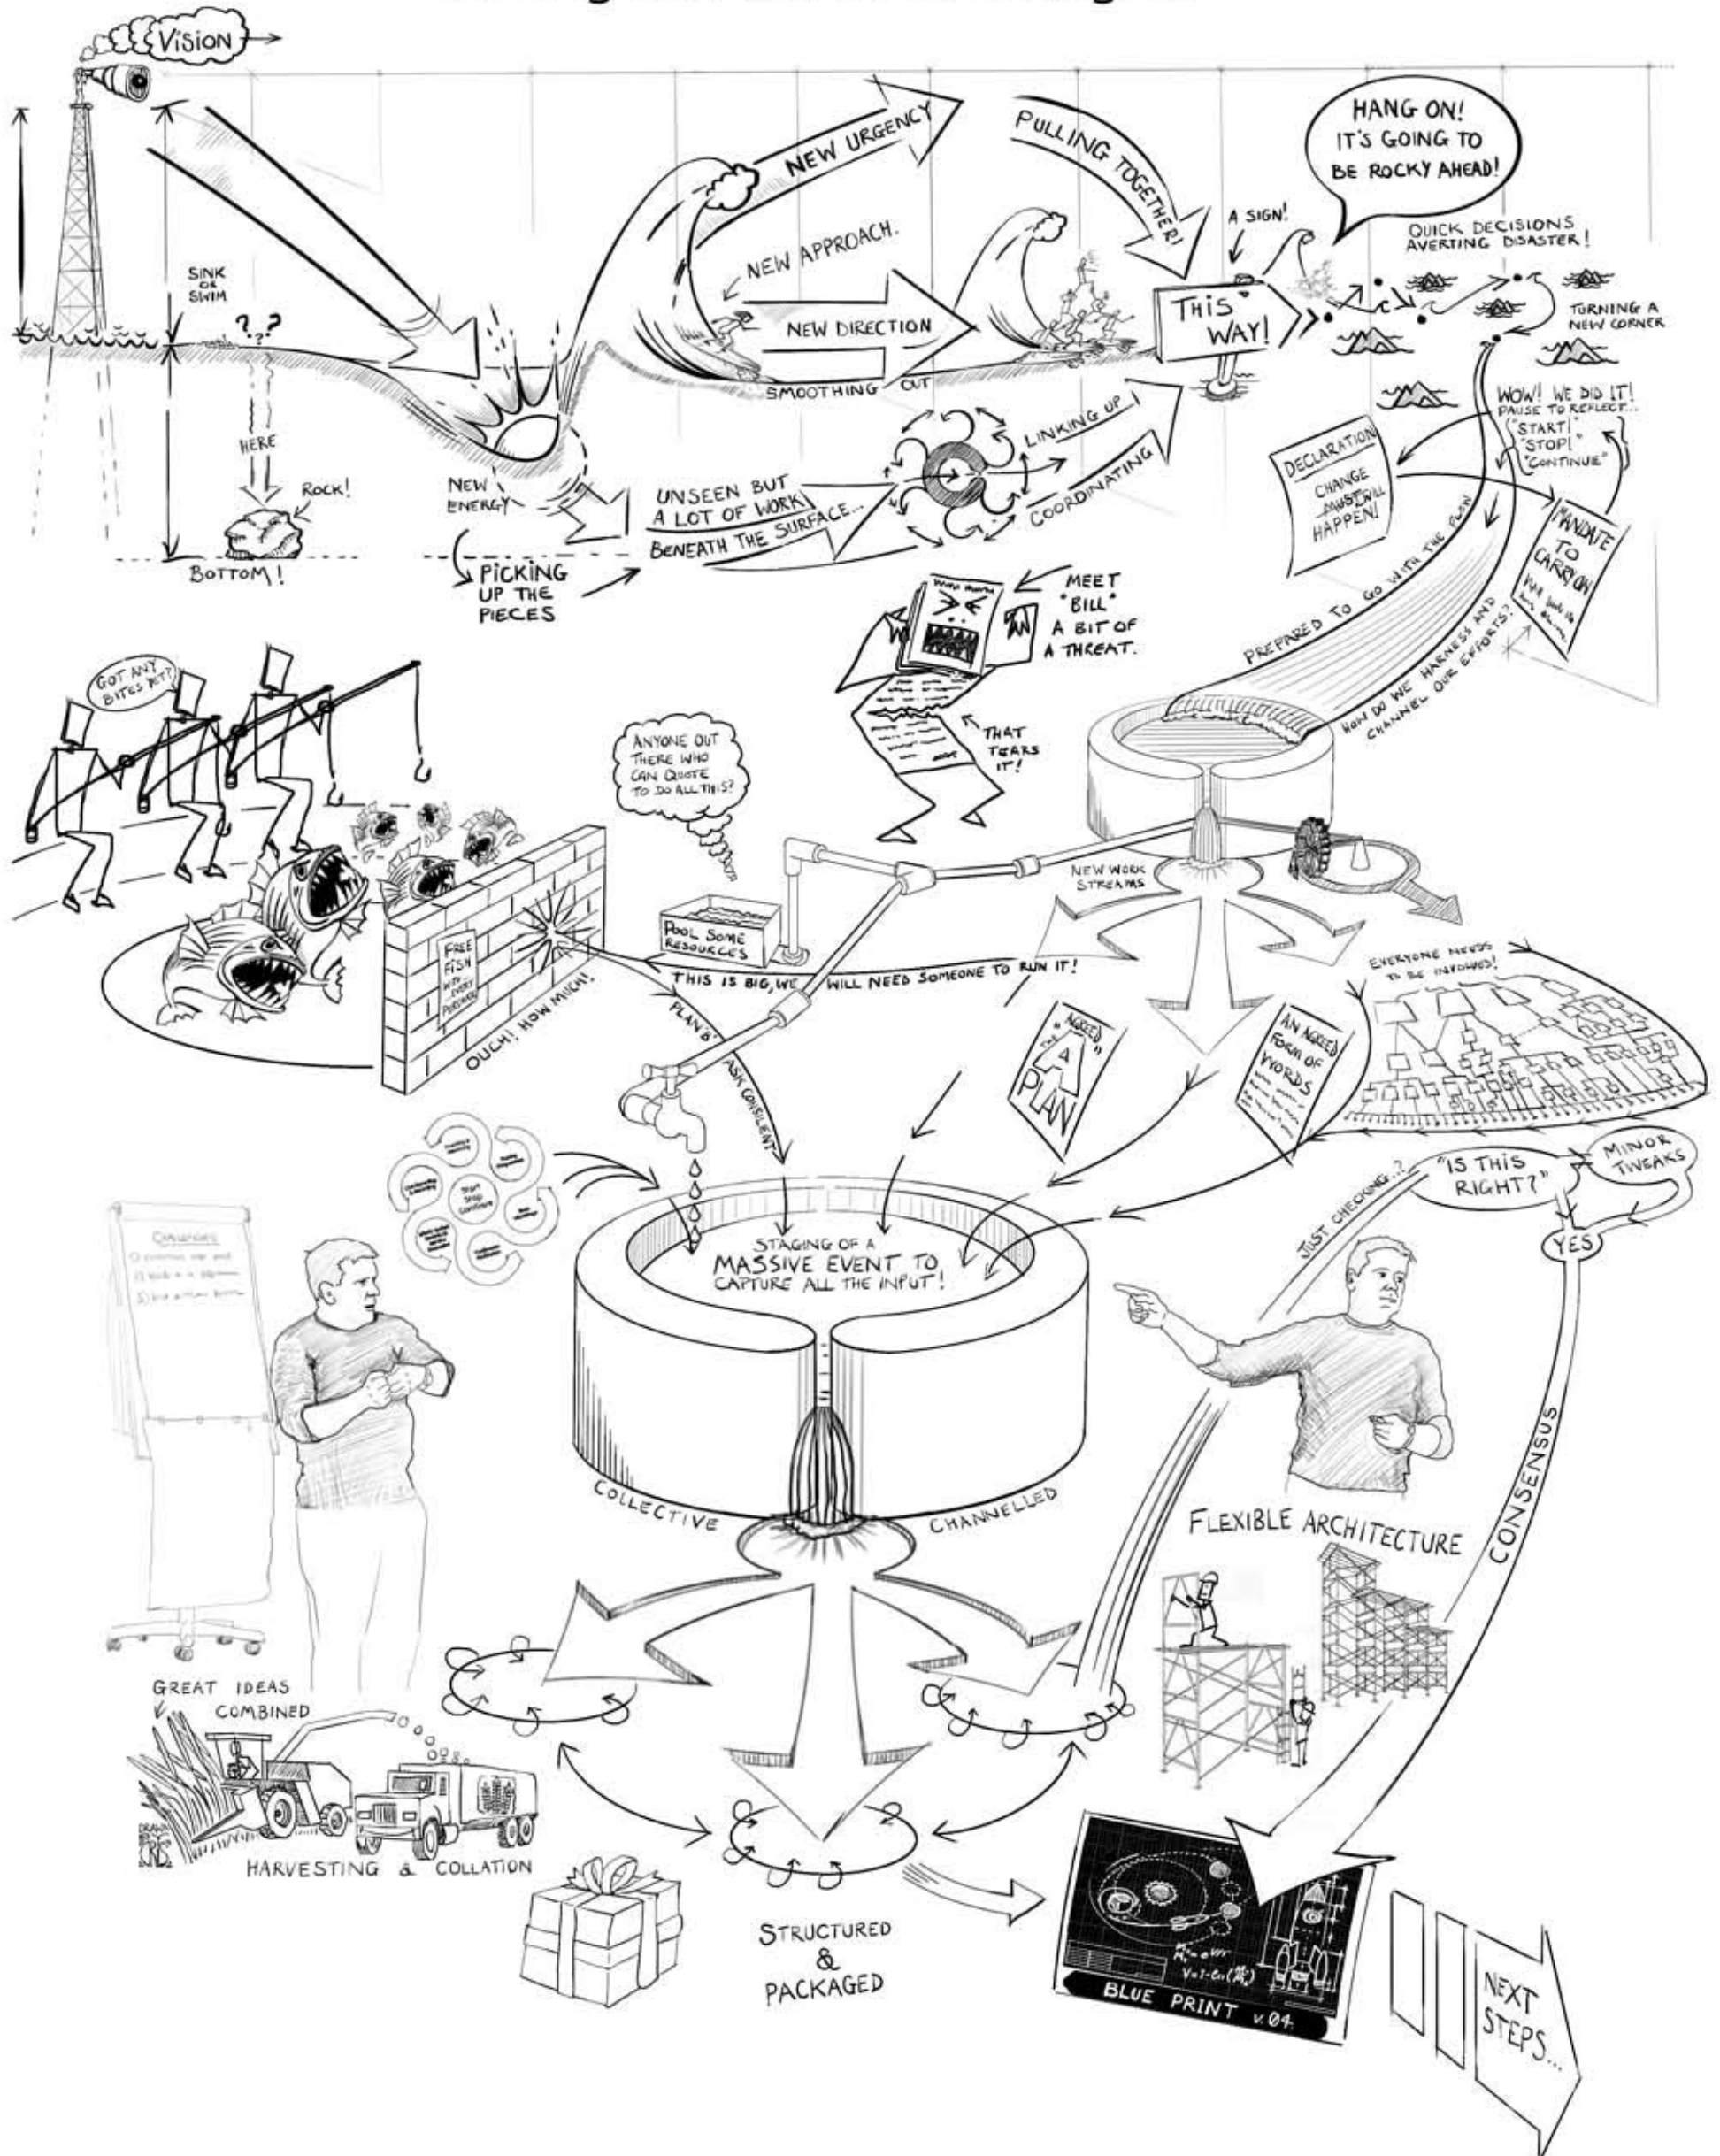 VISION
NEW URGENCY
PULLING TOGETHER!
HANG ON!
IT'S GOING TO
BE ROCKY AHEAD!
A SIGN!
QUICK DECISIONS
AVERTING DISASTER!
NEW APPROACH.
SINK
OR
SWIM
? ? ? ?
NEW DIRECTION
THIS
WAY!
TURNING A
NEW CORNER
SMOOTHING OUT
HERE
ROCK!
BOTTOM!
NEW
ENERGY
UNSEEN BUT
A LOT OF WORK
BENEATH THE SURFACE...
LINKING UP
COORDINATING
PICKING
UP THE
PIECES
WOW! WE DID IT!
PAUSE TO REFLECT...
"START!"
"STOP!"
"CONTINUE"
DECLARATION
CHANGE
MUST WILL
HAPPEN!
MANDATE
TO
CARRY ON
MEET
"BILL"
A BIT OF
A THREAT.
THAT
TEARS
IT!
PREPARED TO GO WITH THE FLOW
HOW DO WE HARNESS AND
CHANNEL OUR EFFORTS?
GOT ANY
BITES YET?
ANYONE OUT
THERE WHO
CAN QUOTE
TO DO ALL THIS?
POOL SOME
RESOURCES
NEW WORK
STREAMS
FREE
FISH
WITH
EVERY
PURCHASE
OUCH! HOW MUCH!
THIS IS BIG, WE WILL NEED SOMEONE TO RUN IT!
PLAN "B"
ASK CONSILIENT
EVERYONE NEEDS
TO BE INVOLVED!
AGREED
THE "A"
PLAN
AN AGREED
FORM OF
WORDS
Start
Stop
Continue
JUST CHECKING..?
"IS THIS
RIGHT?"
MINOR
TWEAKS
YES
CHALLENGES
STAGING OF A
MASSIVE EVENT TO
CAPTURE ALL THE INPUT!
COLLECTIVE
CHANNELLED
CONSENSUS
FLEXIBLE ARCHITECTURE
GREAT IDEAS
COMBINED
HARVESTING & COLLATION
STRUCTURED
&
PACKAGED
BLUE PRINT v.04
NEXT
STEPS...